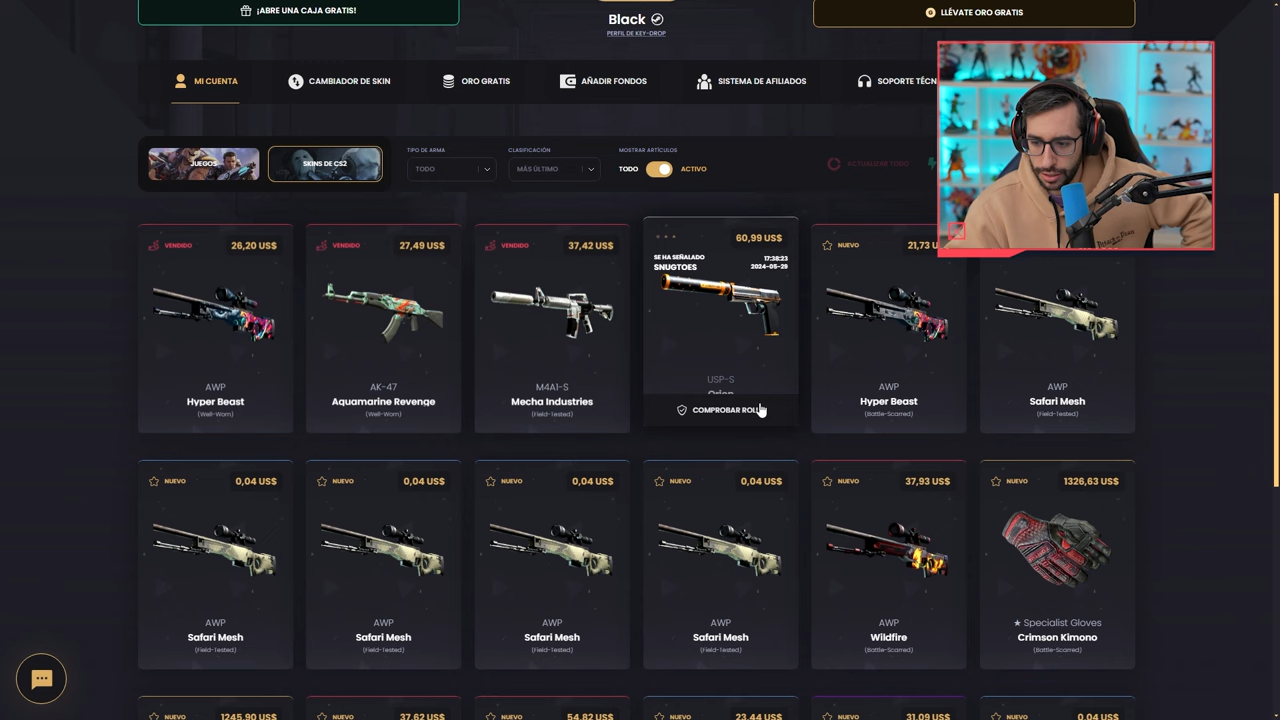 ¡ABRE UNA CAJA GRATIS!
Black
PERFIL DE KEY-DROP
LLÉVATE ORO GRATIS
MI CUENTA
CAMBIADOR DE SKIN
ORO GRATIS
AÑADIR FONDOS
SISTEMA DE AFILIADOS
SOPORTE TÉCN
JUEGOS
SKINS DE CS2
TIPO DE ARMA
TODO
CLASIFICACIÓN
MÁS ÚLTIMO
MOSTRAR ARTÍCULOS
TODO
ACTIVO
ACTUALIZAR TODO
VENDIDO
26,20 US$
AWP
Hyper Beast
(Well-Worn)
VENDIDO
27,49 US$
AK-47
Aquamarine Revenge
(Well-Worn)
VENDIDO
37,42 US$
M4A1-S
Mecha Industries
(Field-Tested)
60,99 US$
SE HA SEÑALADO
SNUGTOES
17:38:23
2024-05-29
USP-S
Orion
COMPROBAR ROLL
NUEVO
21,73 U
AWP
Hyper Beast
(Battle-Scarred)
AWP
Safari Mesh
(Field-Tested)
NUEVO
0,04 US$
AWP
Safari Mesh
(Field-Tested)
NUEVO
0,04 US$
AWP
Safari Mesh
(Field-Tested)
NUEVO
0,04 US$
AWP
Safari Mesh
(Field-Tested)
NUEVO
0,04 US$
AWP
Safari Mesh
(Field-Tested)
NUEVO
37,93 US$
AWP
Wildfire
(Battle-Scarred)
NUEVO
1326,63 US$
★ Specialist Gloves
Crimson Kimono
(Battle-Scarred)
NUEVO
1245,90 US$
NUEVO
37,62 US$
NUEVO
54,82 US$
NUEVO
23,44 US$
NUEVO
31,09 US$
NUEVO
0,04 US$